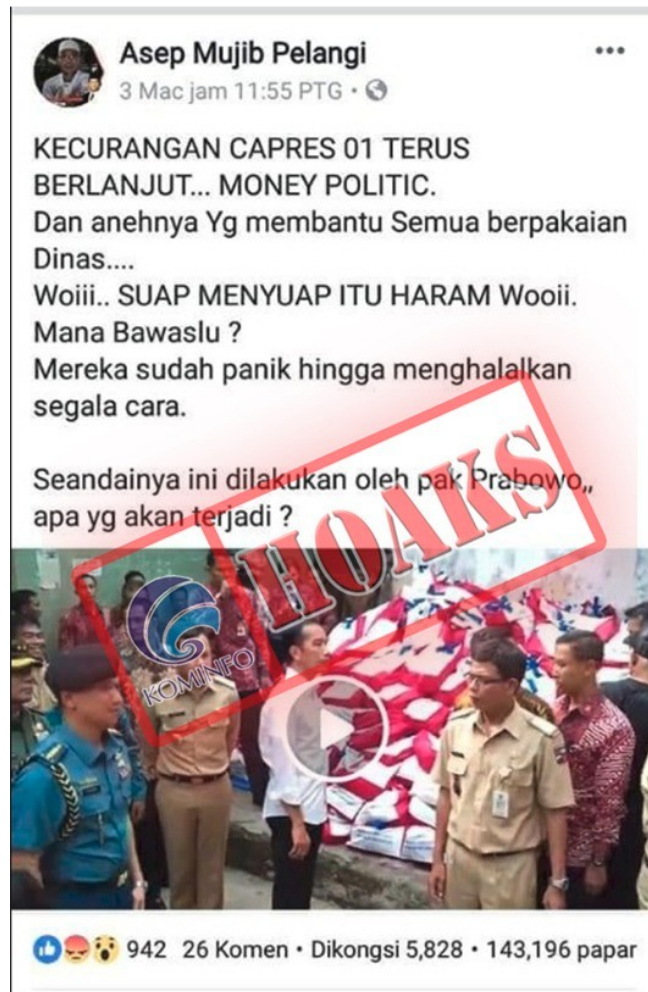 Asep Mujib Pelangi
3 Mac jam 11:55 PTG
KECURANGAN CAPRES 01 TERUS
BERLANJUT... MONEY POLITIC.
Dan anehnya Yg membantu Semua berpakaian
Dinas....
Woiii.. SUAP MENYUAP ITU HARAM Wooii.
Mana Bawaslu ?
Mereka sudah panik hingga menghalalkan
segala cara.
Seandainya ini dilakukan oleh pak Prabowo,,
apa yg akan terjadi ?
HOAKS
KOMINFO
942 26 Komen • Dikongsi 5,828 • 143,196 papar